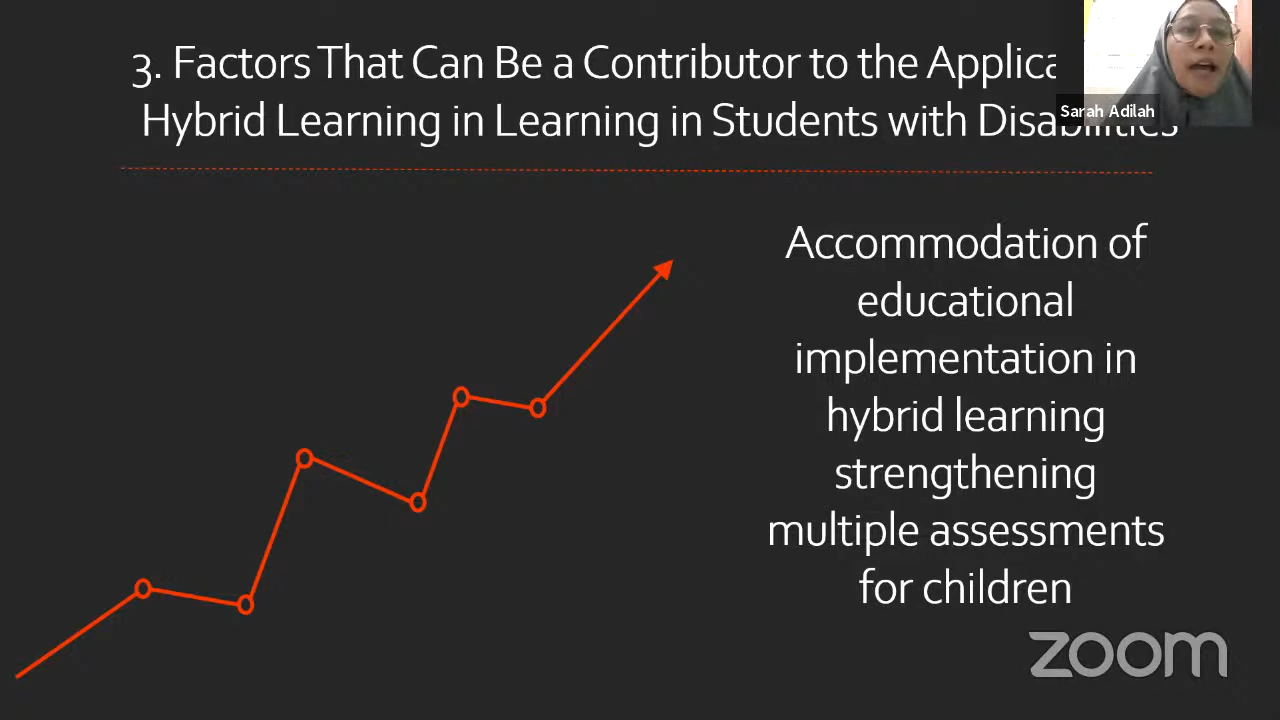 3. Factors That Can Be a Contributor to the Applica
Hybrid Learning in Learning in Students with Disabilities
Sarah Adilah
Accommodation of
educational
implementation in
hybrid learning
strengthening
multiple assessments
for children
zoom